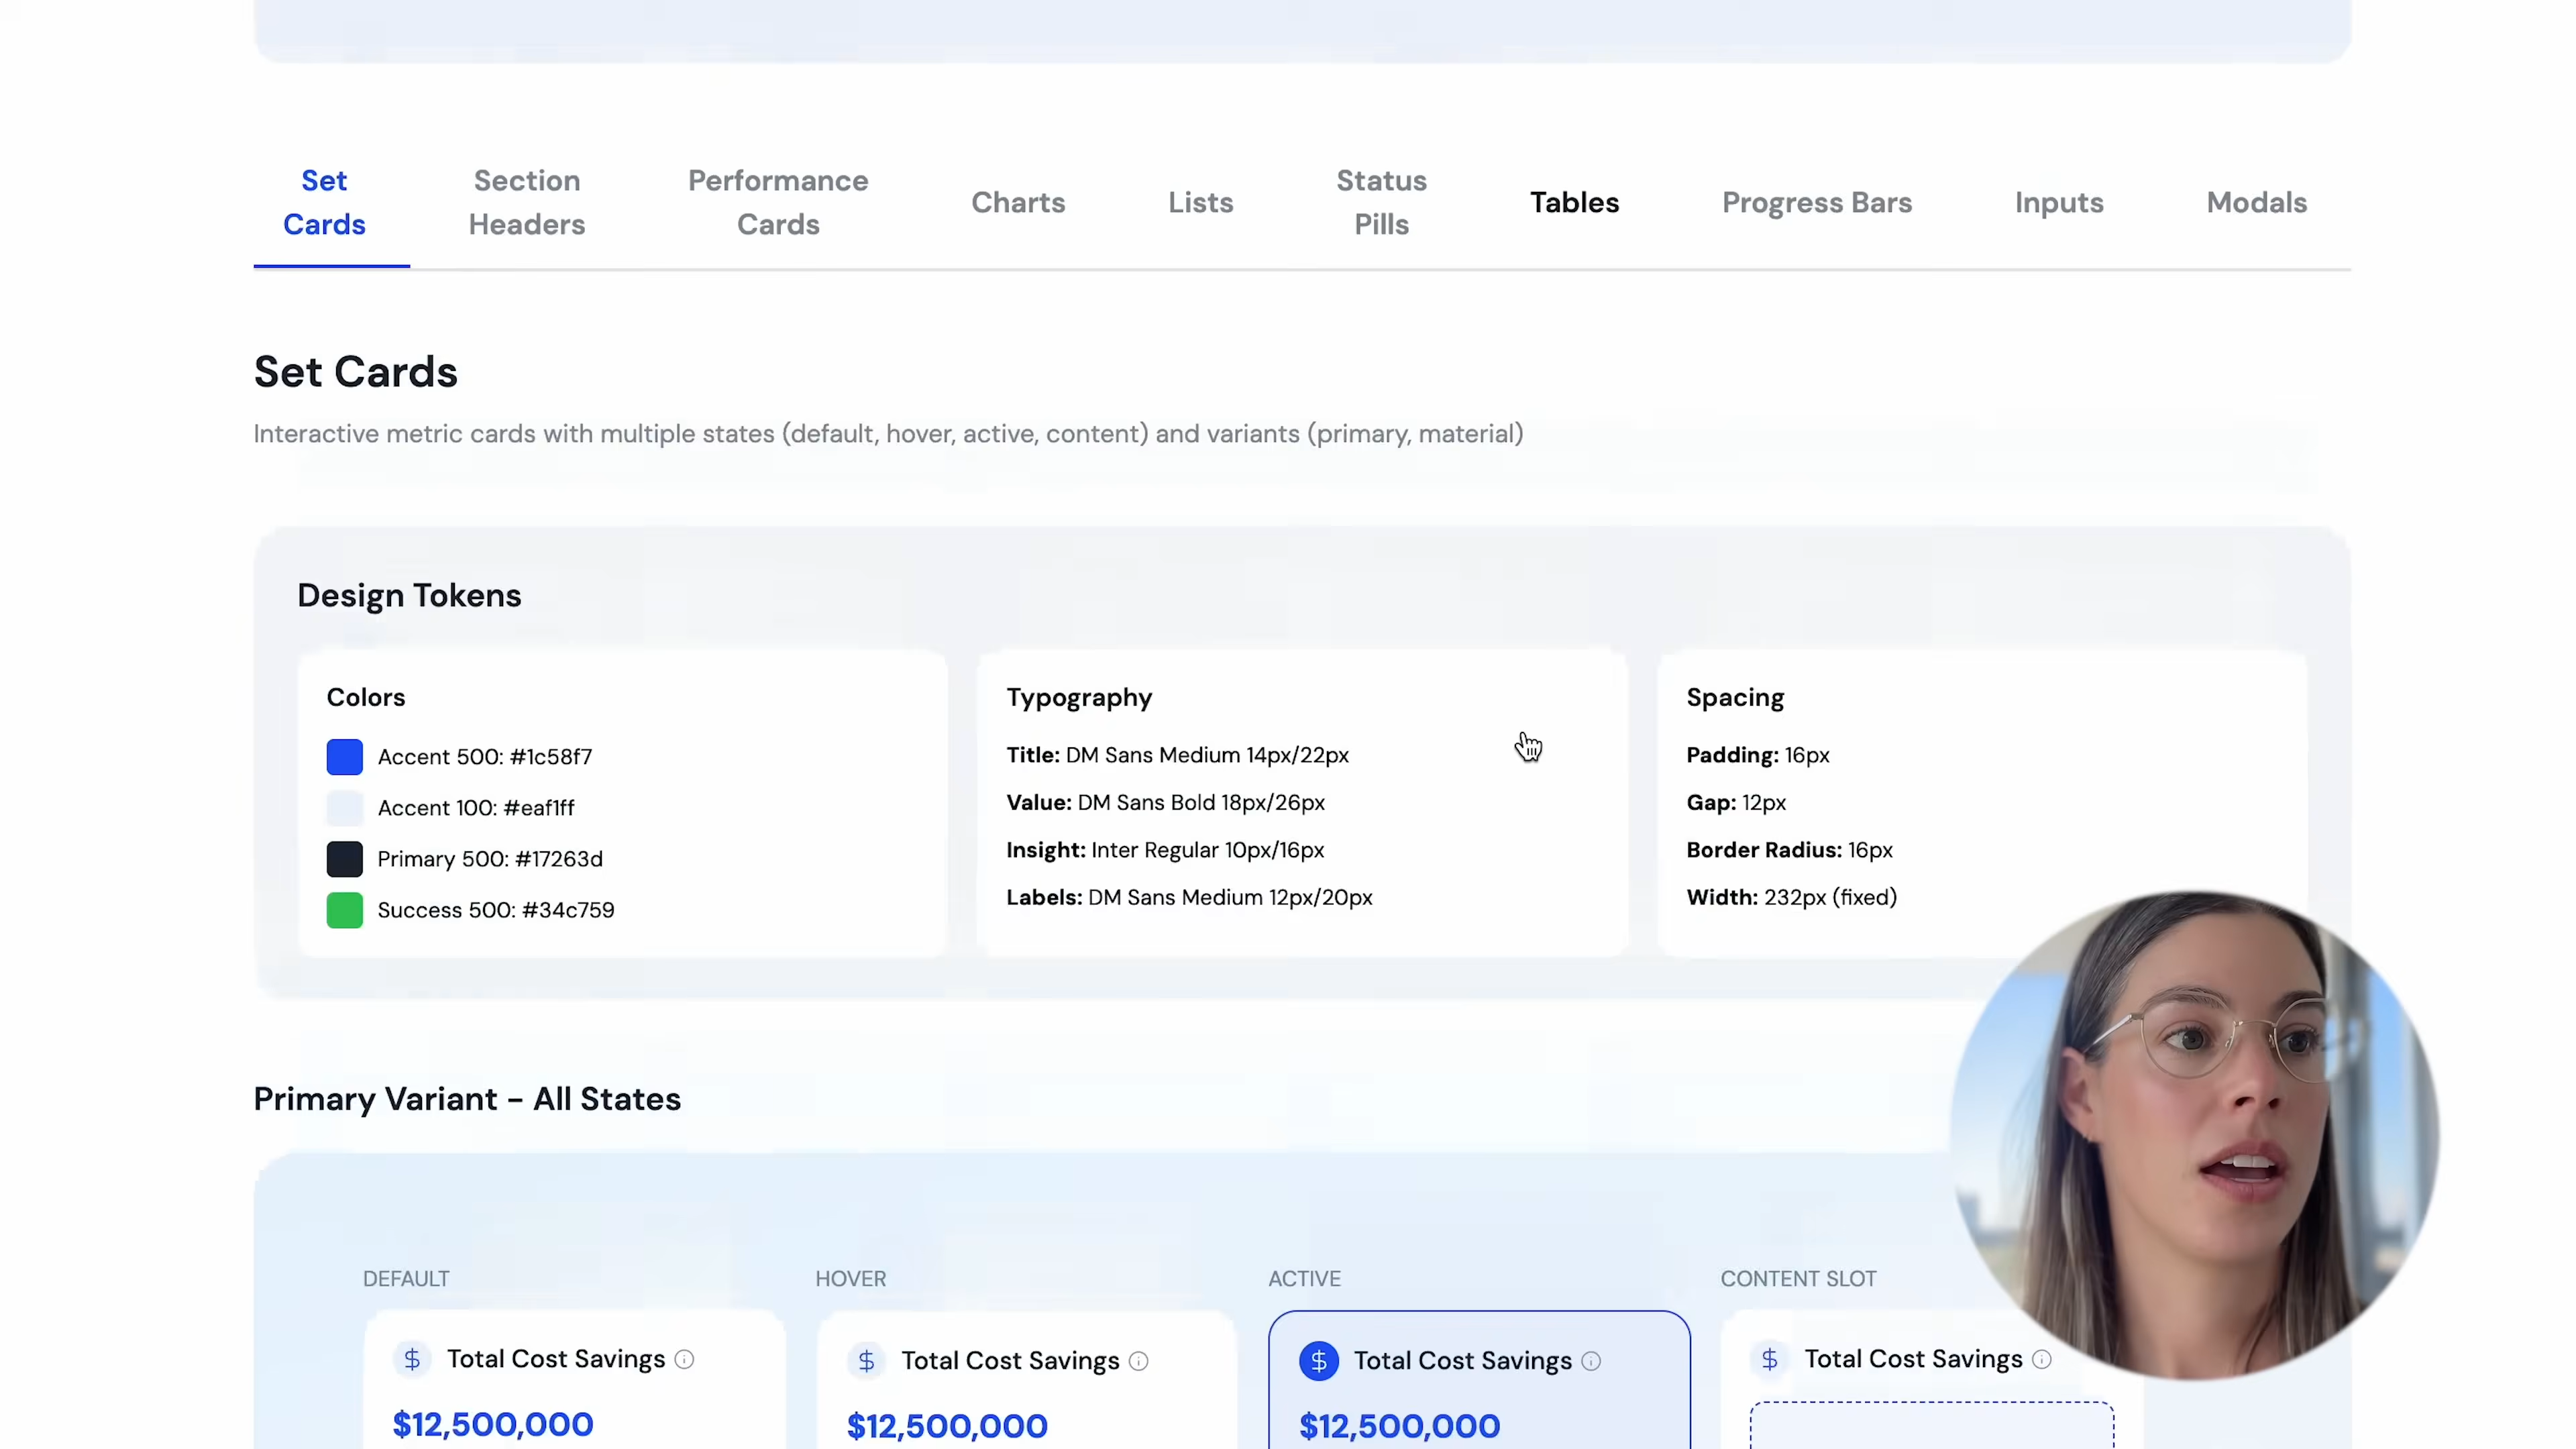 Set
Cards
Section
Headers
Performance
Cards
Charts
Lists
Status
Pills
Tables
Progress Bars
Inputs
Modals
Set Cards
Interactive metric cards with multiple states (default, hover, active, content) and variants (primary, material)
Design Tokens
Colors
Accent 500: #1c58f7
Accent 100: #eaf1ff
Primary 500: #17263d
Success 500: #34c759
Typography
Title: DM Sans Medium 14px/22px
Value: DM Sans Bold 18px/26px
Insight: Inter Regular 10px/16px
Labels: DM Sans Medium 12px/20px
Spacing
Padding: 16px
Gap: 12px
Border Radius: 16px
Width: 232px (fixed)
Primary Variant - All States
DEFAULT
$ Total Cost Savings
$12,500,000
HOVER
$ Total Cost Savings
$12,500,000
ACTIVE
$ Total Cost Savings
$12,500,000
CONTENT SLOT
$ Total Cost Savings